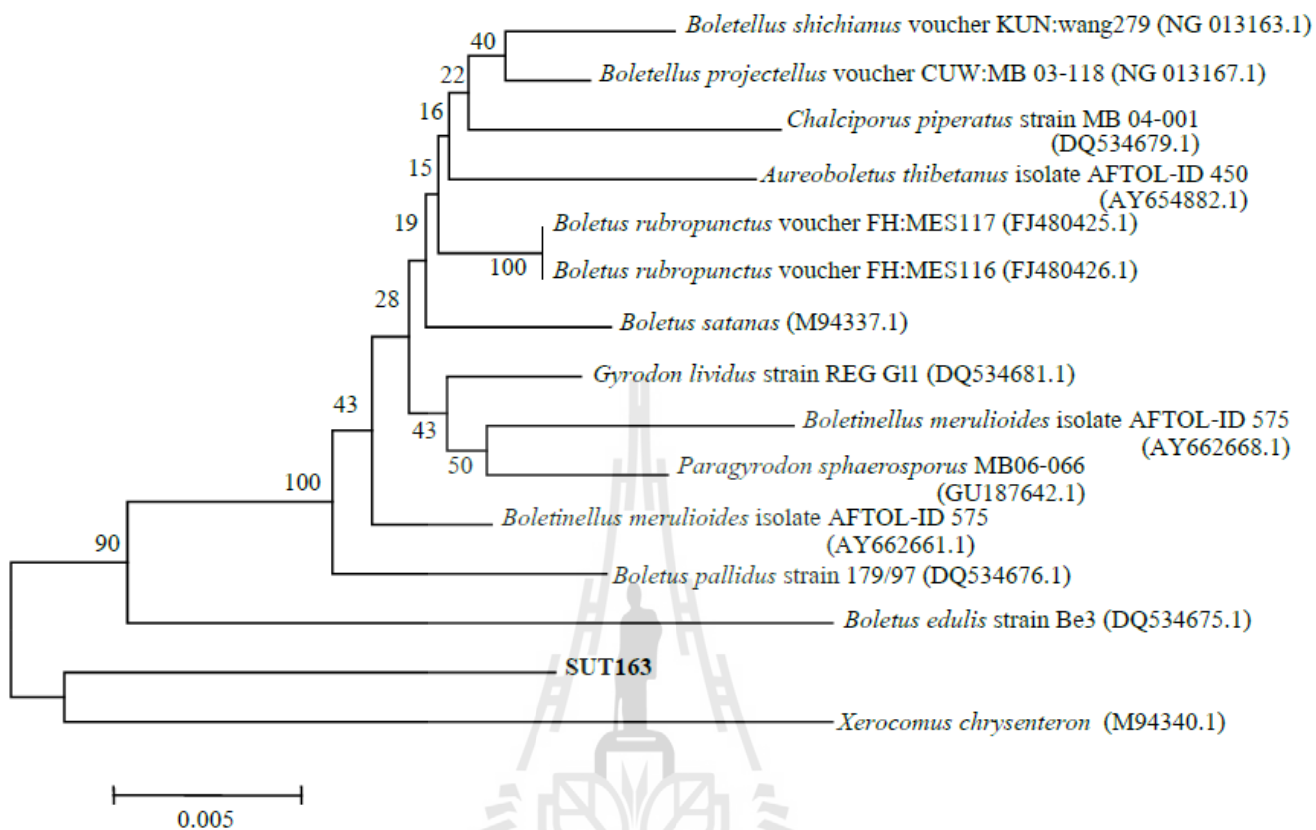 Boletellus shichianus voucher KUN:wang279 (NG 013163.1)
40
Boletellus projectellus voucher CUW:MB 03-118 (NG 013167.1)
22
16
Chalciporus piperatus strain MB 04-001
(DQ534679.1)
15
Aureoboletus thibetanus isolate AFTOL-ID 450
(AY654882.1)
19
Boletus rubropunctus voucher FH:MES117 (FJ480425.1)
100
Boletus rubropunctus voucher FH:MES116 (FJ480426.1)
28
Boletus satanas (M94337.1)
Gyrodon lividus strain REG Gl1 (DQ534681.1)
43
43
Boletinellus merulioides isolate AFTOL-ID 575
(AY662668.1)
50
Paragyrodon sphaerosporus MB06-066
(GU187642.1)
100
Boletinellus merulioides isolate AFTOL-ID 575
(AY662661.1)
90
Boletus pallidus strain 179/97 (DQ534676.1)
Boletus edulis strain Be3 (DQ534675.1)
SUT163
Xerocomus chrysenteron (M94340.1)
0.005